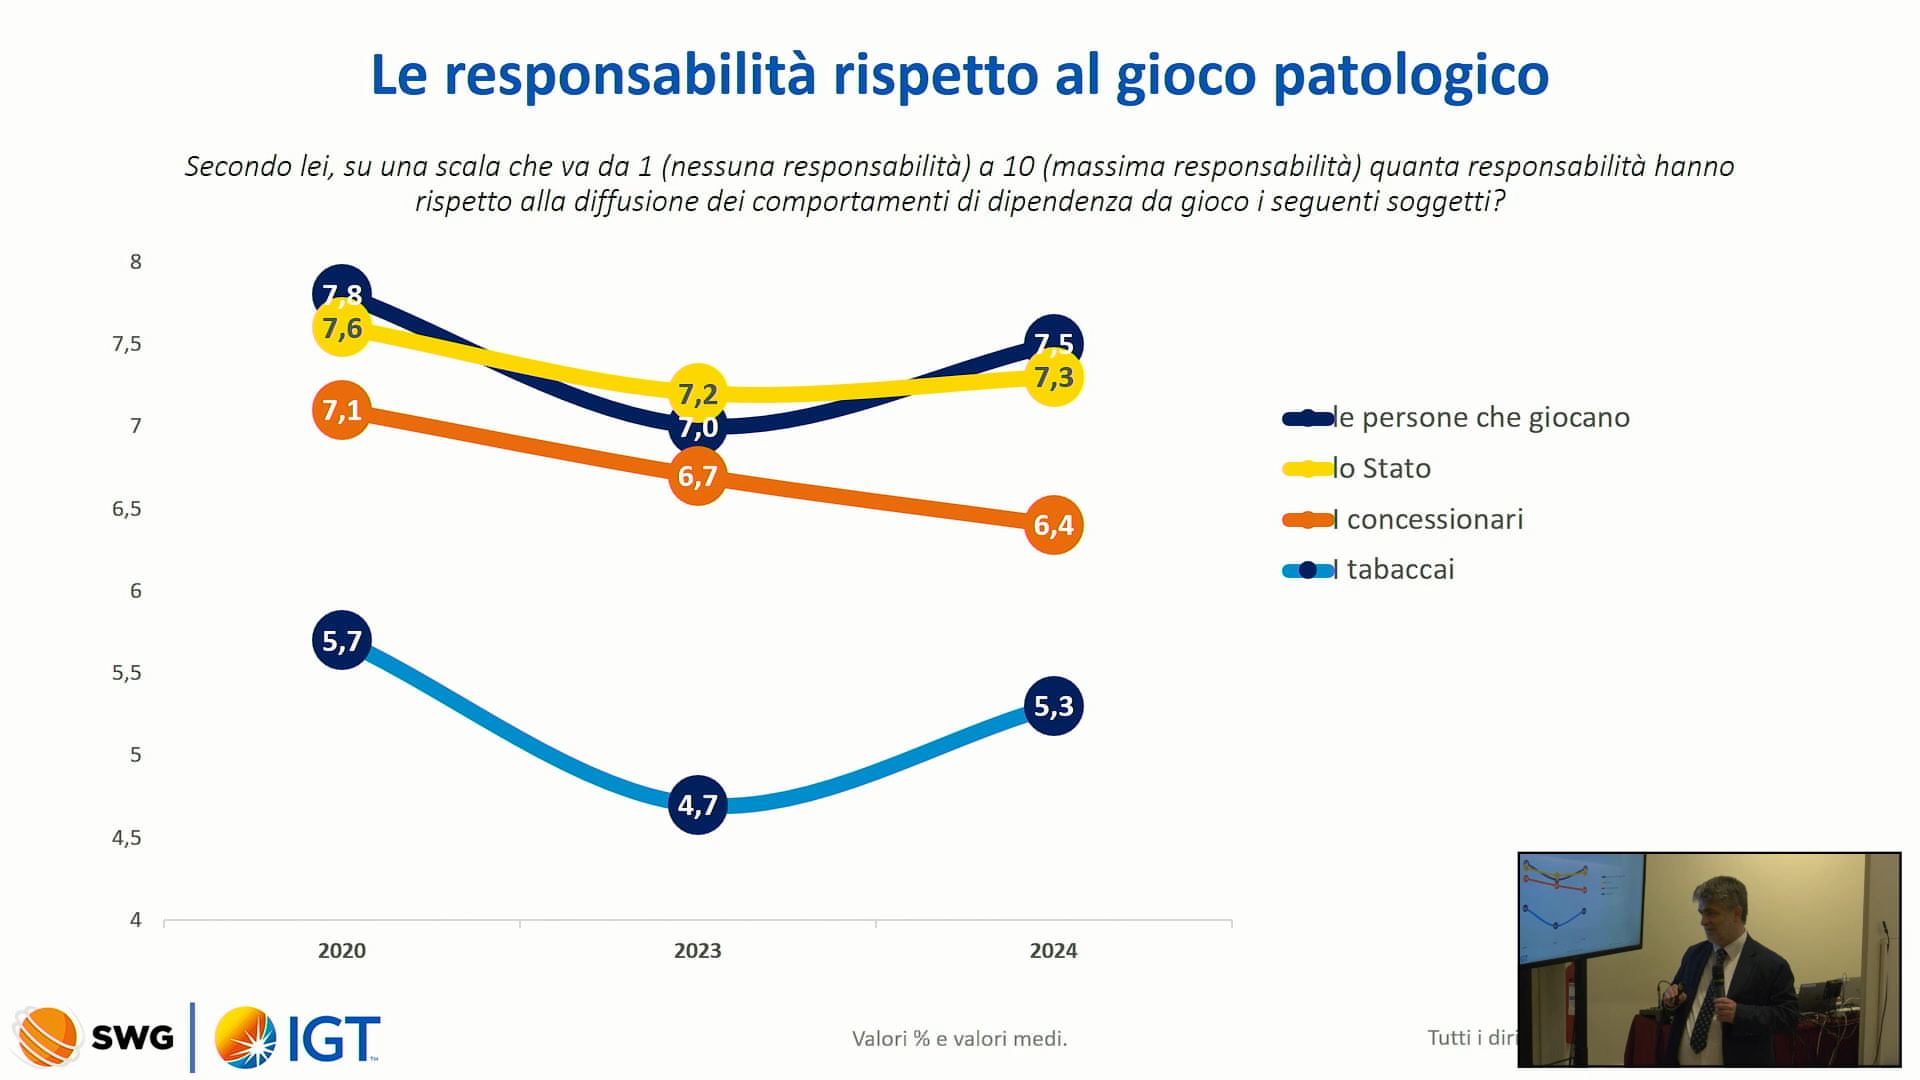 Le responsabilità rispetto al gioco patologico
Secondo lei, su una scala che va da 1 (nessuna responsabilità) a 10 (massima responsabilità) quanta responsabilità hanno
rispetto alla diffusione dei comportamenti di dipendenza da gioco i seguenti soggetti?
8
7,5
7
6,5
6
5,5
5
4,5
4
7,8
7,6
7,1
5,7
7,2
7,0
6,7
4,7
7,5
7,3
6,4
5,3
2020
2023
2024
le persone che giocano
lo Stato
I concessionari
I tabaccai
SWG
IGT™
Valori % e valori medi.
Tutti i diri